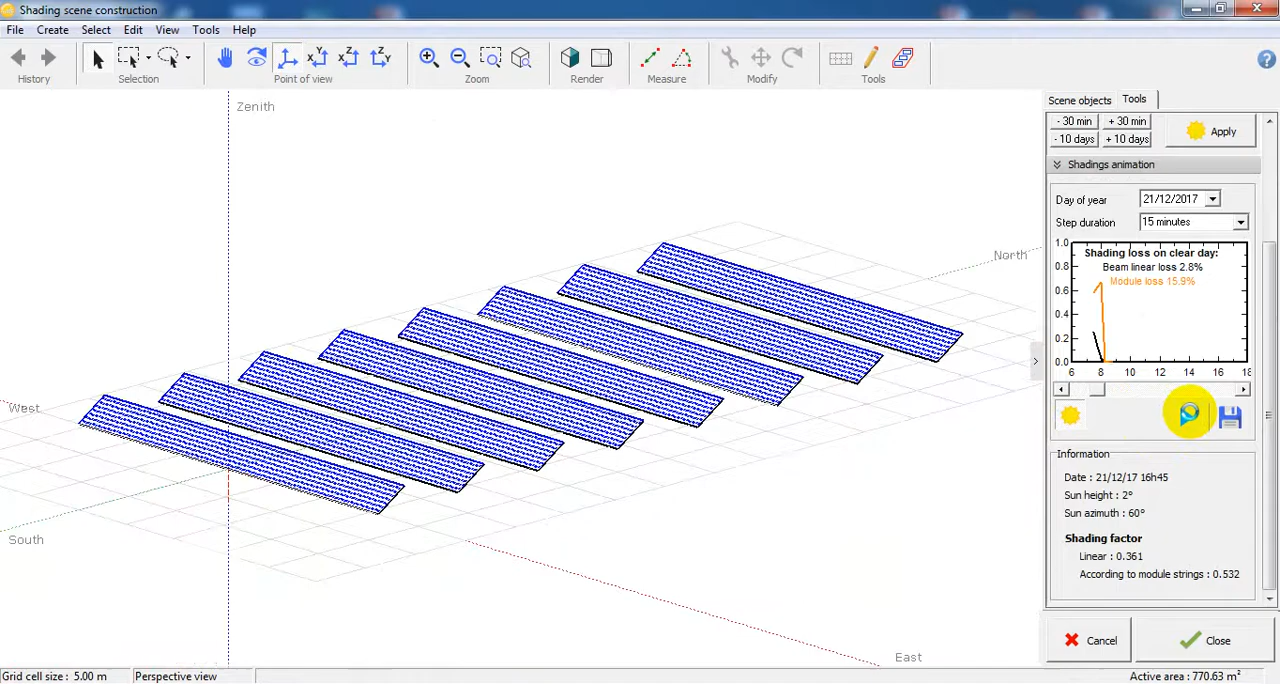 Shading scene construction
File Create Select Edit View Tools Help
History Selection Point of view Zoom Render Measure Modify Tools
Scene objects Tools
- 30 min + 30 min
- 10 days + 10 days
Apply
Shadings animation
Day of year 21/12/2017
Step duration 15 minutes
Shading loss on clear day:
Beam linear loss 2.8%
Module loss 15.9%
1.0
0.8
0.6
0.4
0.2
0.0
6 8 10 12 14 16 18
Information
Date : 21/12/17 16h45
Sun height : 2°
Sun azimuth : 60°
Shading factor
Linear : 0.361
According to module strings : 0.532
Cancel Close
Zenith
North
West
South
East
Grid cell size : 5.00 m Perspective view Active area : 770.63 m²